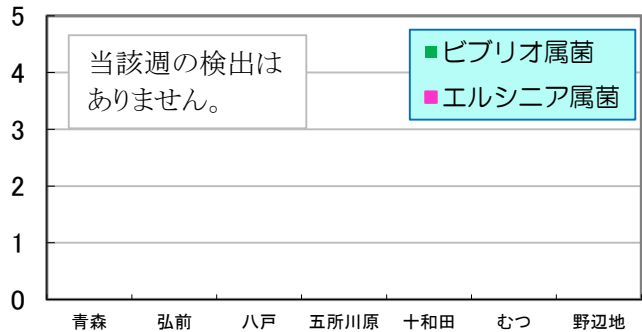 5
4
3
2
1
0
当該週の検出は
ありません。
■ビブリオ属菌
■エルシニア属菌
青森 弘前 八戸 五所川原 十和田 むつ 野辺地